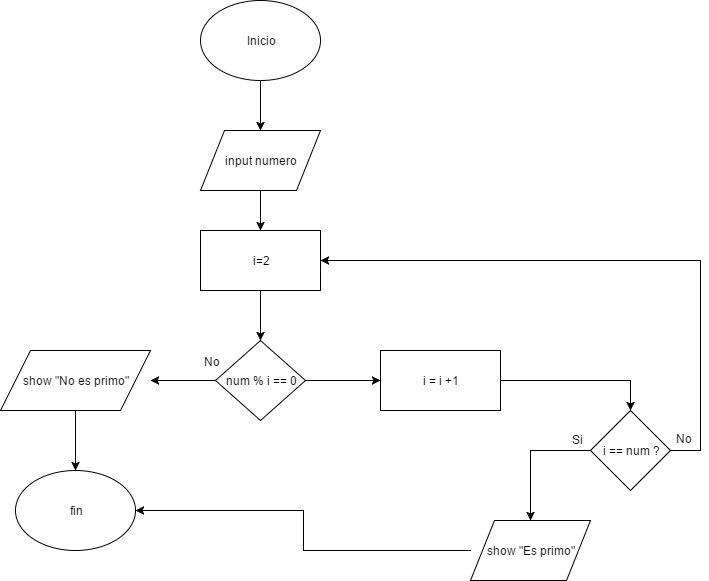 Inicio
input numero
i=2
No
show "No es primo"
num % i == 0
i = i +1
Si
i == num ?
No
fin
show "Es primo"